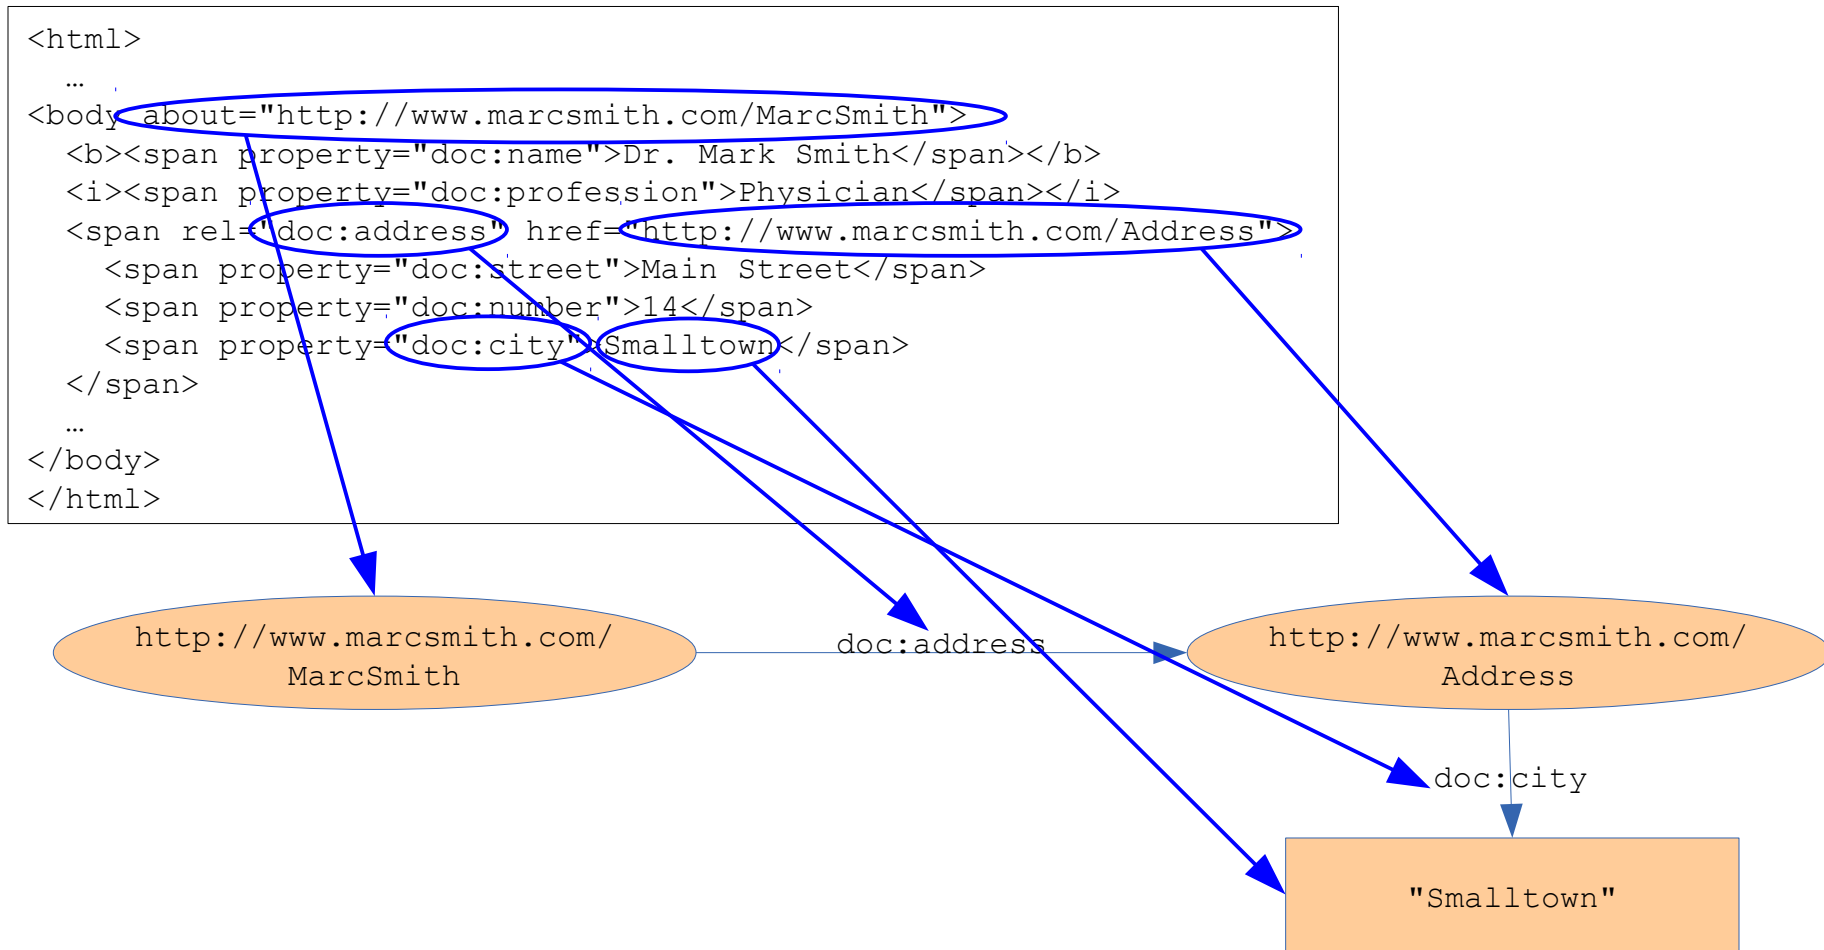 <html>
…
<body about="http://www.marcsmith.com/MarcSmith">
<b><span property="doc:name">Dr. Mark Smith</span></b>
<i><span property="doc:profession">Physician</span></i>
<span rel="doc:address" href="http://www.marcsmith.com/Address">
<span property="doc:street">Main Street</span>
<span property="doc:number">14</span>
<span property="doc:city">Smalltown</span>
</span>
…
</body>
</html>
http://www.marcsmith.com/
MarcSmith
doc:address
http://www.marcsmith.com/
Address
doc:city
"Smalltown"